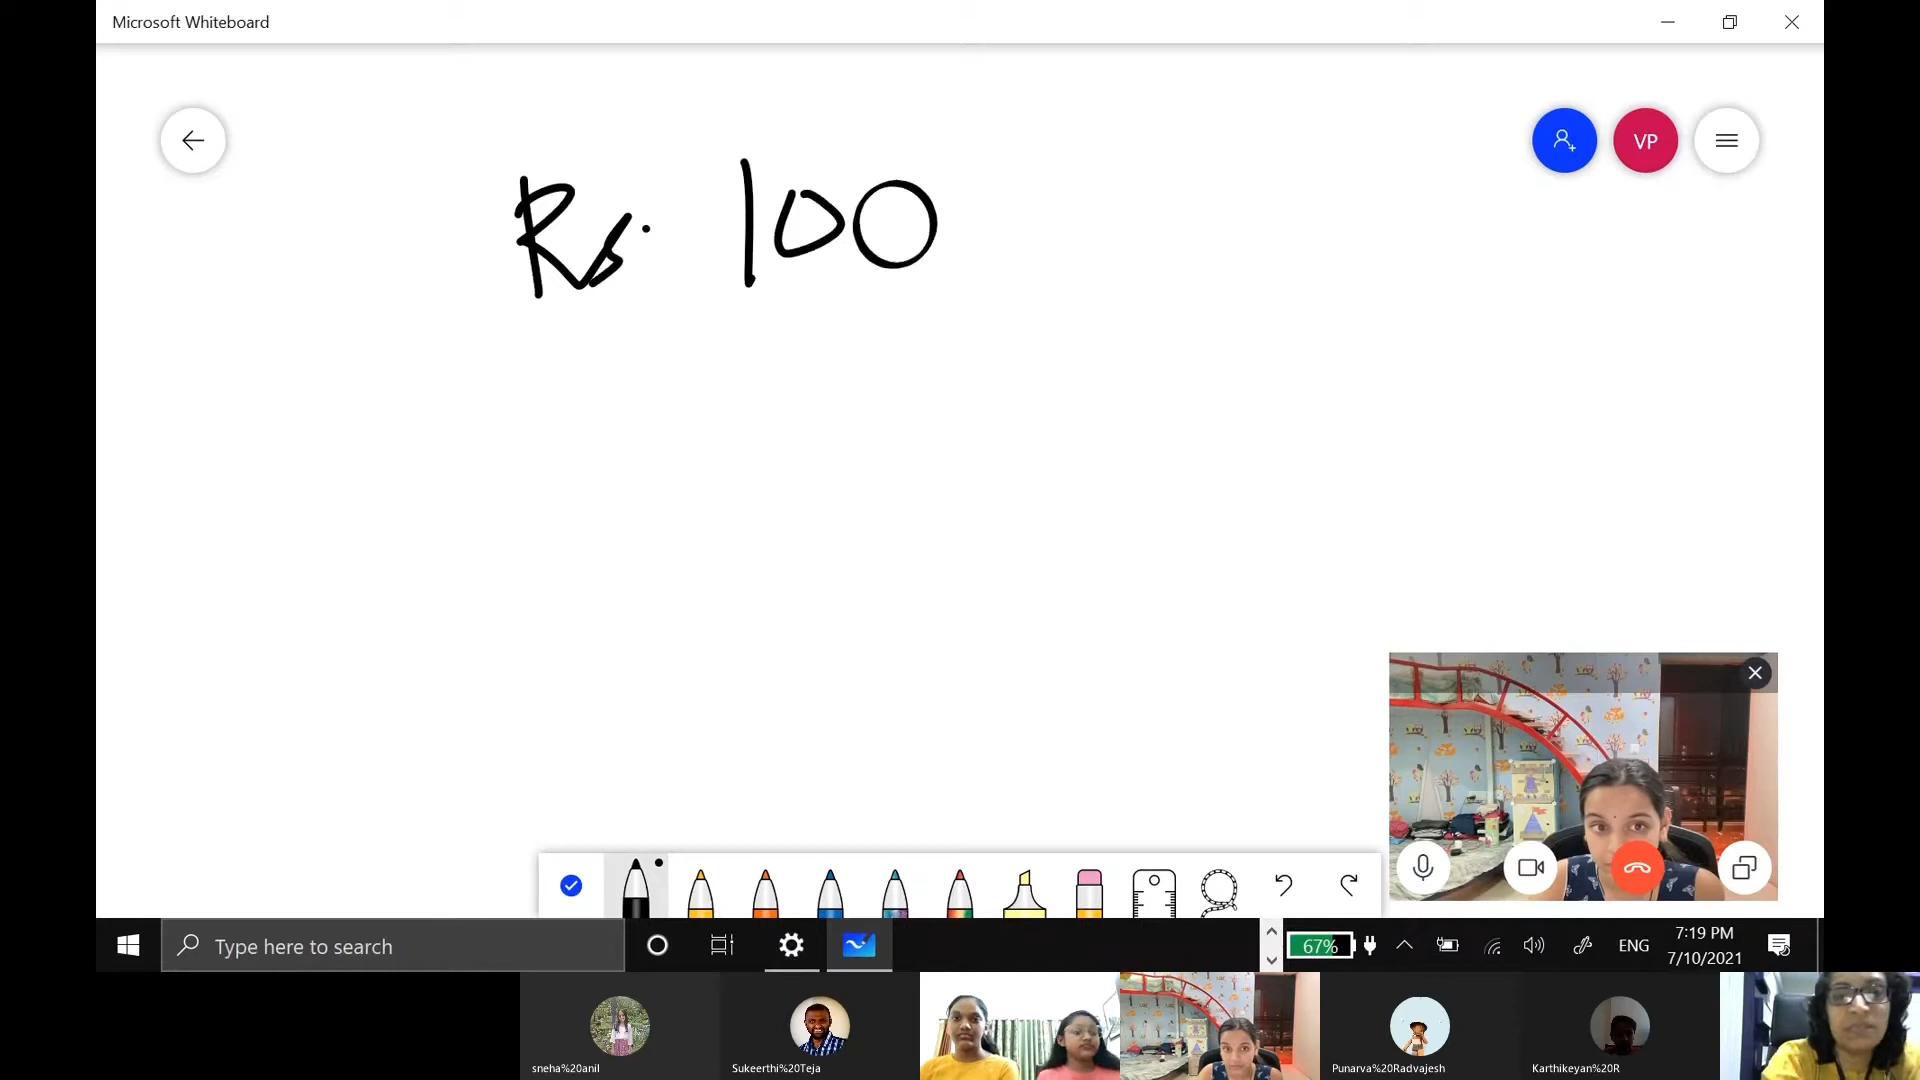 Microsoft Whiteboard
VP
Rs. 100
Type here to search
67%
ENG
7:19 PM
7/10/2021
sneha%20anil
Sukeerthi%20Teja
Punarva%20Radvajesh
Karthikeyan%20R